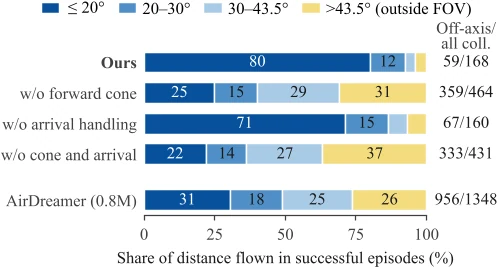 ≤ 20° 20–30° 30–43.5° >43.5° (outside FOV)
Off-axis/
all coll.
Ours 80 12 59/168
w/o forward cone 25 15 29 31 359/464
w/o arrival handling 71 15 67/160
w/o cone and arrival 22 14 27 37 333/431
AirDreamer (0.8M) 31 18 25 26 956/1348
0 25 50 75 100
Share of distance flown in successful episodes (%)